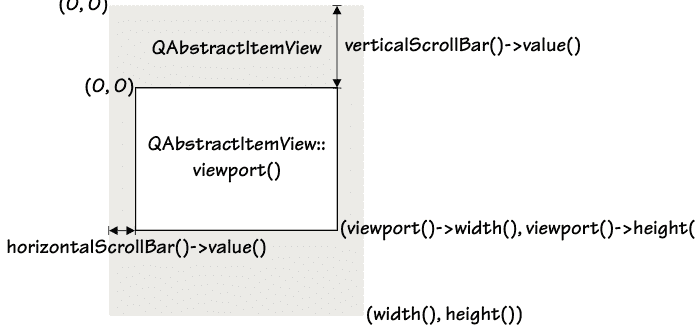 (0, 0)
QAbstractItemView
verticalScrollBar()->value()
(0, 0)
QAbstractItemView::
viewport()
(viewport()->width(), viewport()->height(
horizontalScrollBar()->value()
(width(), height())